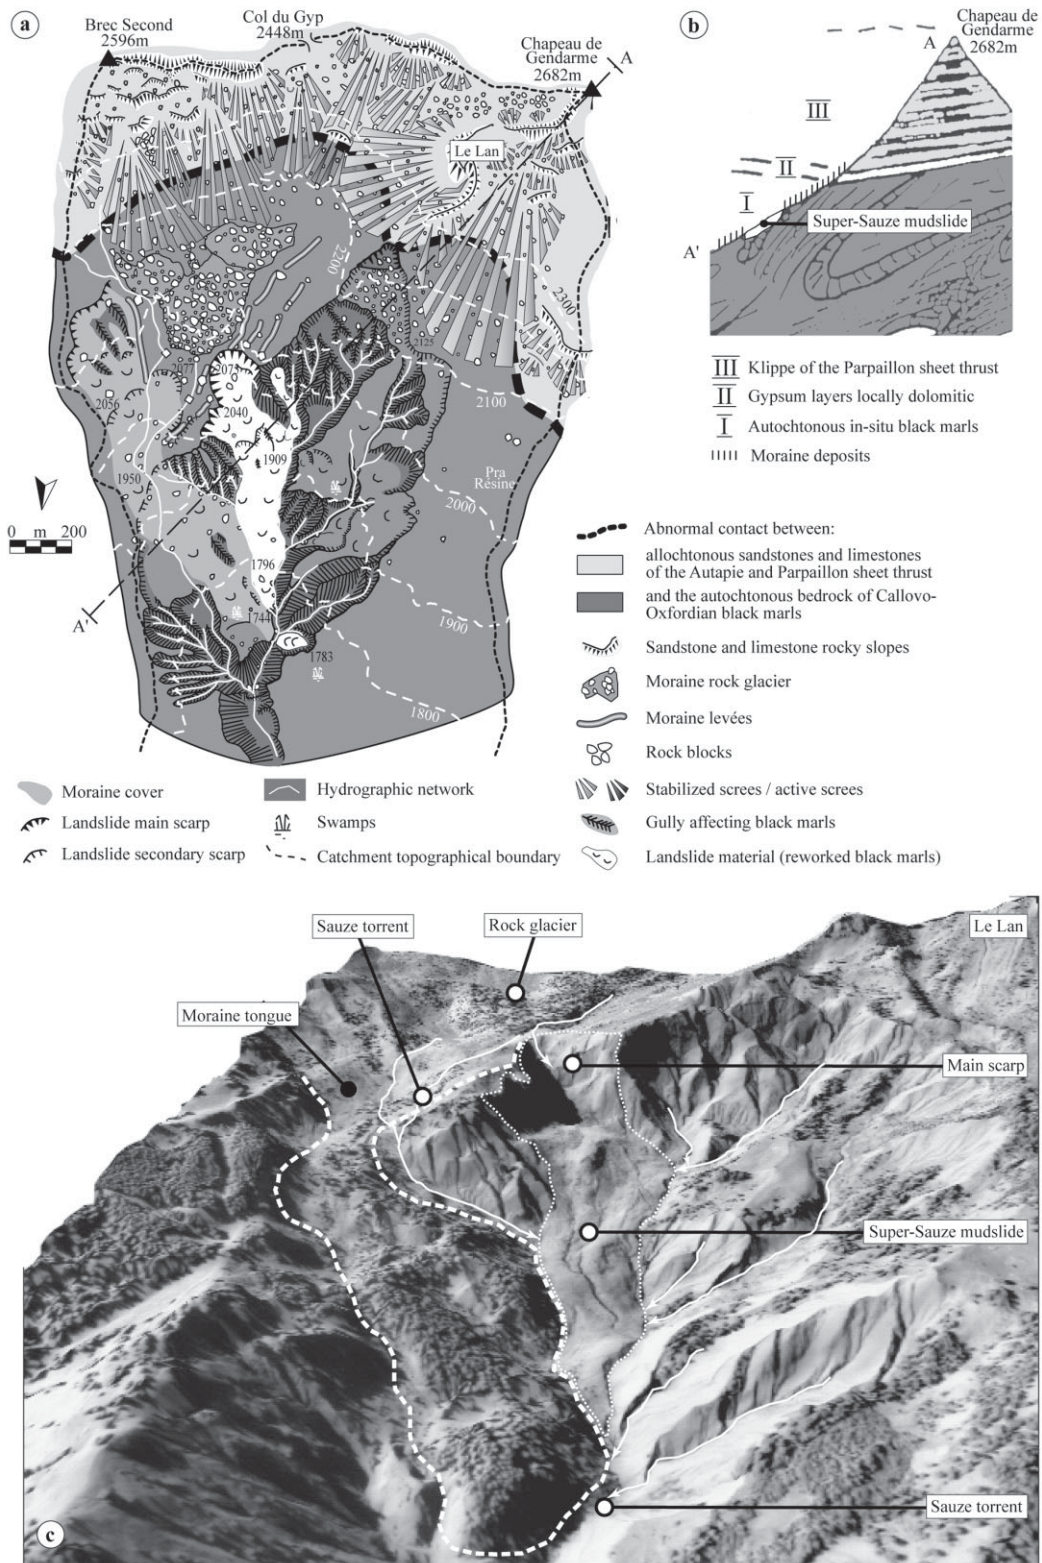 a
Brec Second
2596m
Col du Gyp
2448m
Chapeau de
Gendarme
2682m
A
Le Lan
2200
2300
2125
2077
2073
2100
2056
2040
1909
1950
Pra
Résine
2000
0 m 200
1796
A'
1744
1900
1783
1800
b
A
Chapeau de
Gendarme
2682m
III
II
I
Super-Sauze mudslide
A'
III Klippe of the Parpaillon sheet thrust
II Gypsum layers locally dolomitic
I Autochtonous in-situ black marls
Moraine deposits
Abnormal contact between:
allochtonous sandstones and limestones
of the Autapie and Parpaillon sheet thrust
and the autochtonous bedrock of Callovo-
Oxfordian black marls
Sandstone and limestone rocky slopes
Moraine rock glacier
Moraine levées
Rock blocks
Stabilized screes / active screes
Gully affecting black marls
Landslide material (reworked black marls)
Moraine cover
Landslide main scarp
Landslide secondary scarp
Hydrographic network
Swamps
Catchment topographical boundary
Sauze torrent
Rock glacier
Le Lan
Moraine tongue
Main scarp
Super-Sauze mudslide
Sauze torrent
c